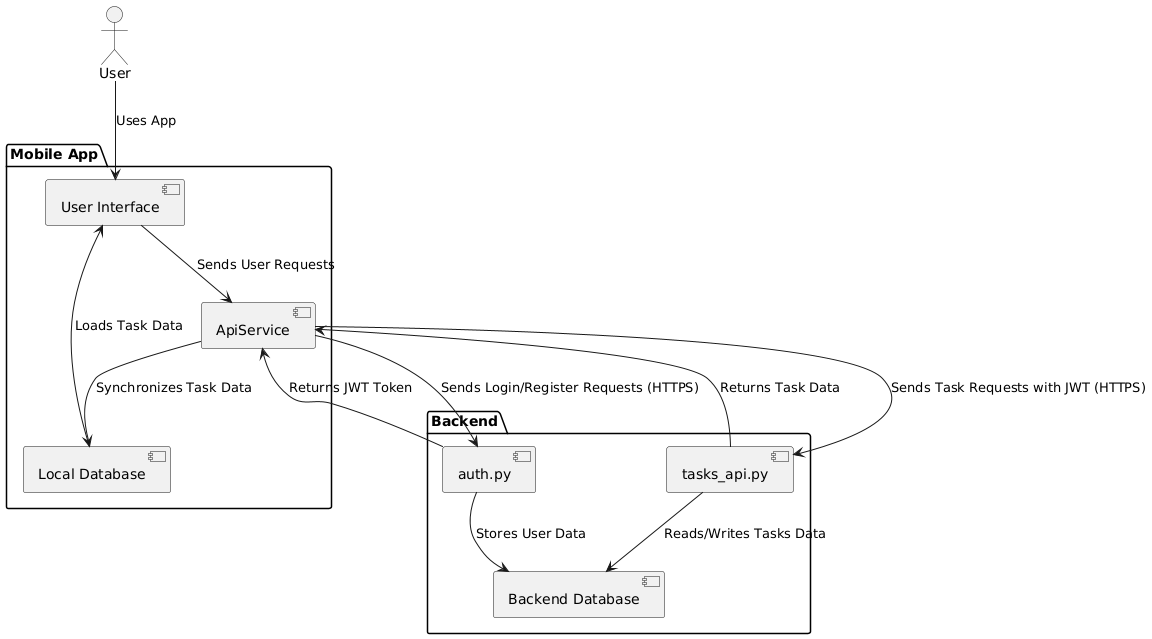 User
Uses App
Mobile App
User Interface
Sends User Requests
ApiService
Loads Task Data
Synchronizes Task Data
Returns JWT Token
Sends Login/Register Requests (HTTPS)
Returns Task Data
Sends Task Requests with JWT (HTTPS)
Local Database
Backend
auth.py
tasks_api.py
Stores User Data
Reads/Writes Tasks Data
Backend Database